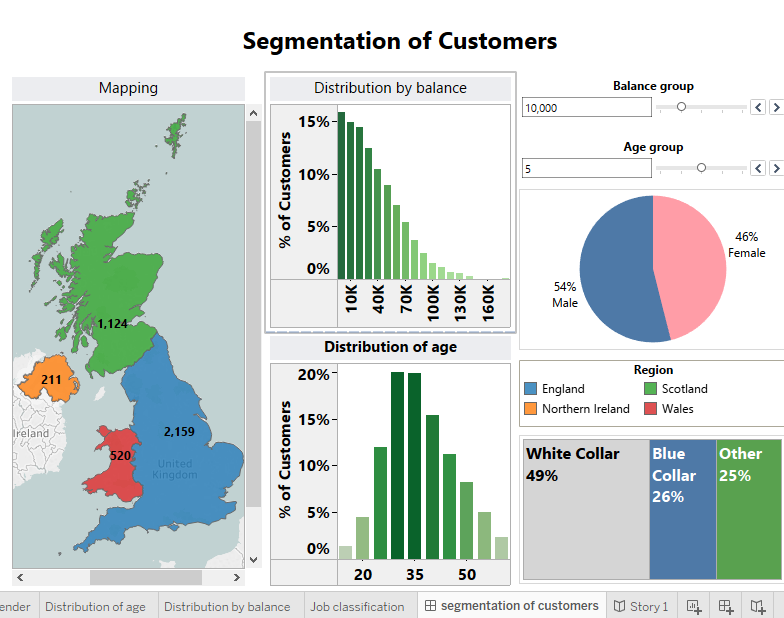 Segmentation of Customers
Mapping
1,124
211
Ireland
2,159
520
United
Kingdom
Distribution by balance
% of Customers
15%
10%
5%
0%
10K
40K
70K
100K
130K
160K
Distribution of age
% of Customers
20%
15%
10%
5%
0%
20
35
50
Balance group
10,000
Age group
5
46%
Female
54%
Male
Region
England
Scotland
Northern Ireland
Wales
White Collar
49%
Blue
Collar
26%
Other
25%
ender
Distribution of age
Distribution by balance
Job classification
segmentation of customers
Story 1